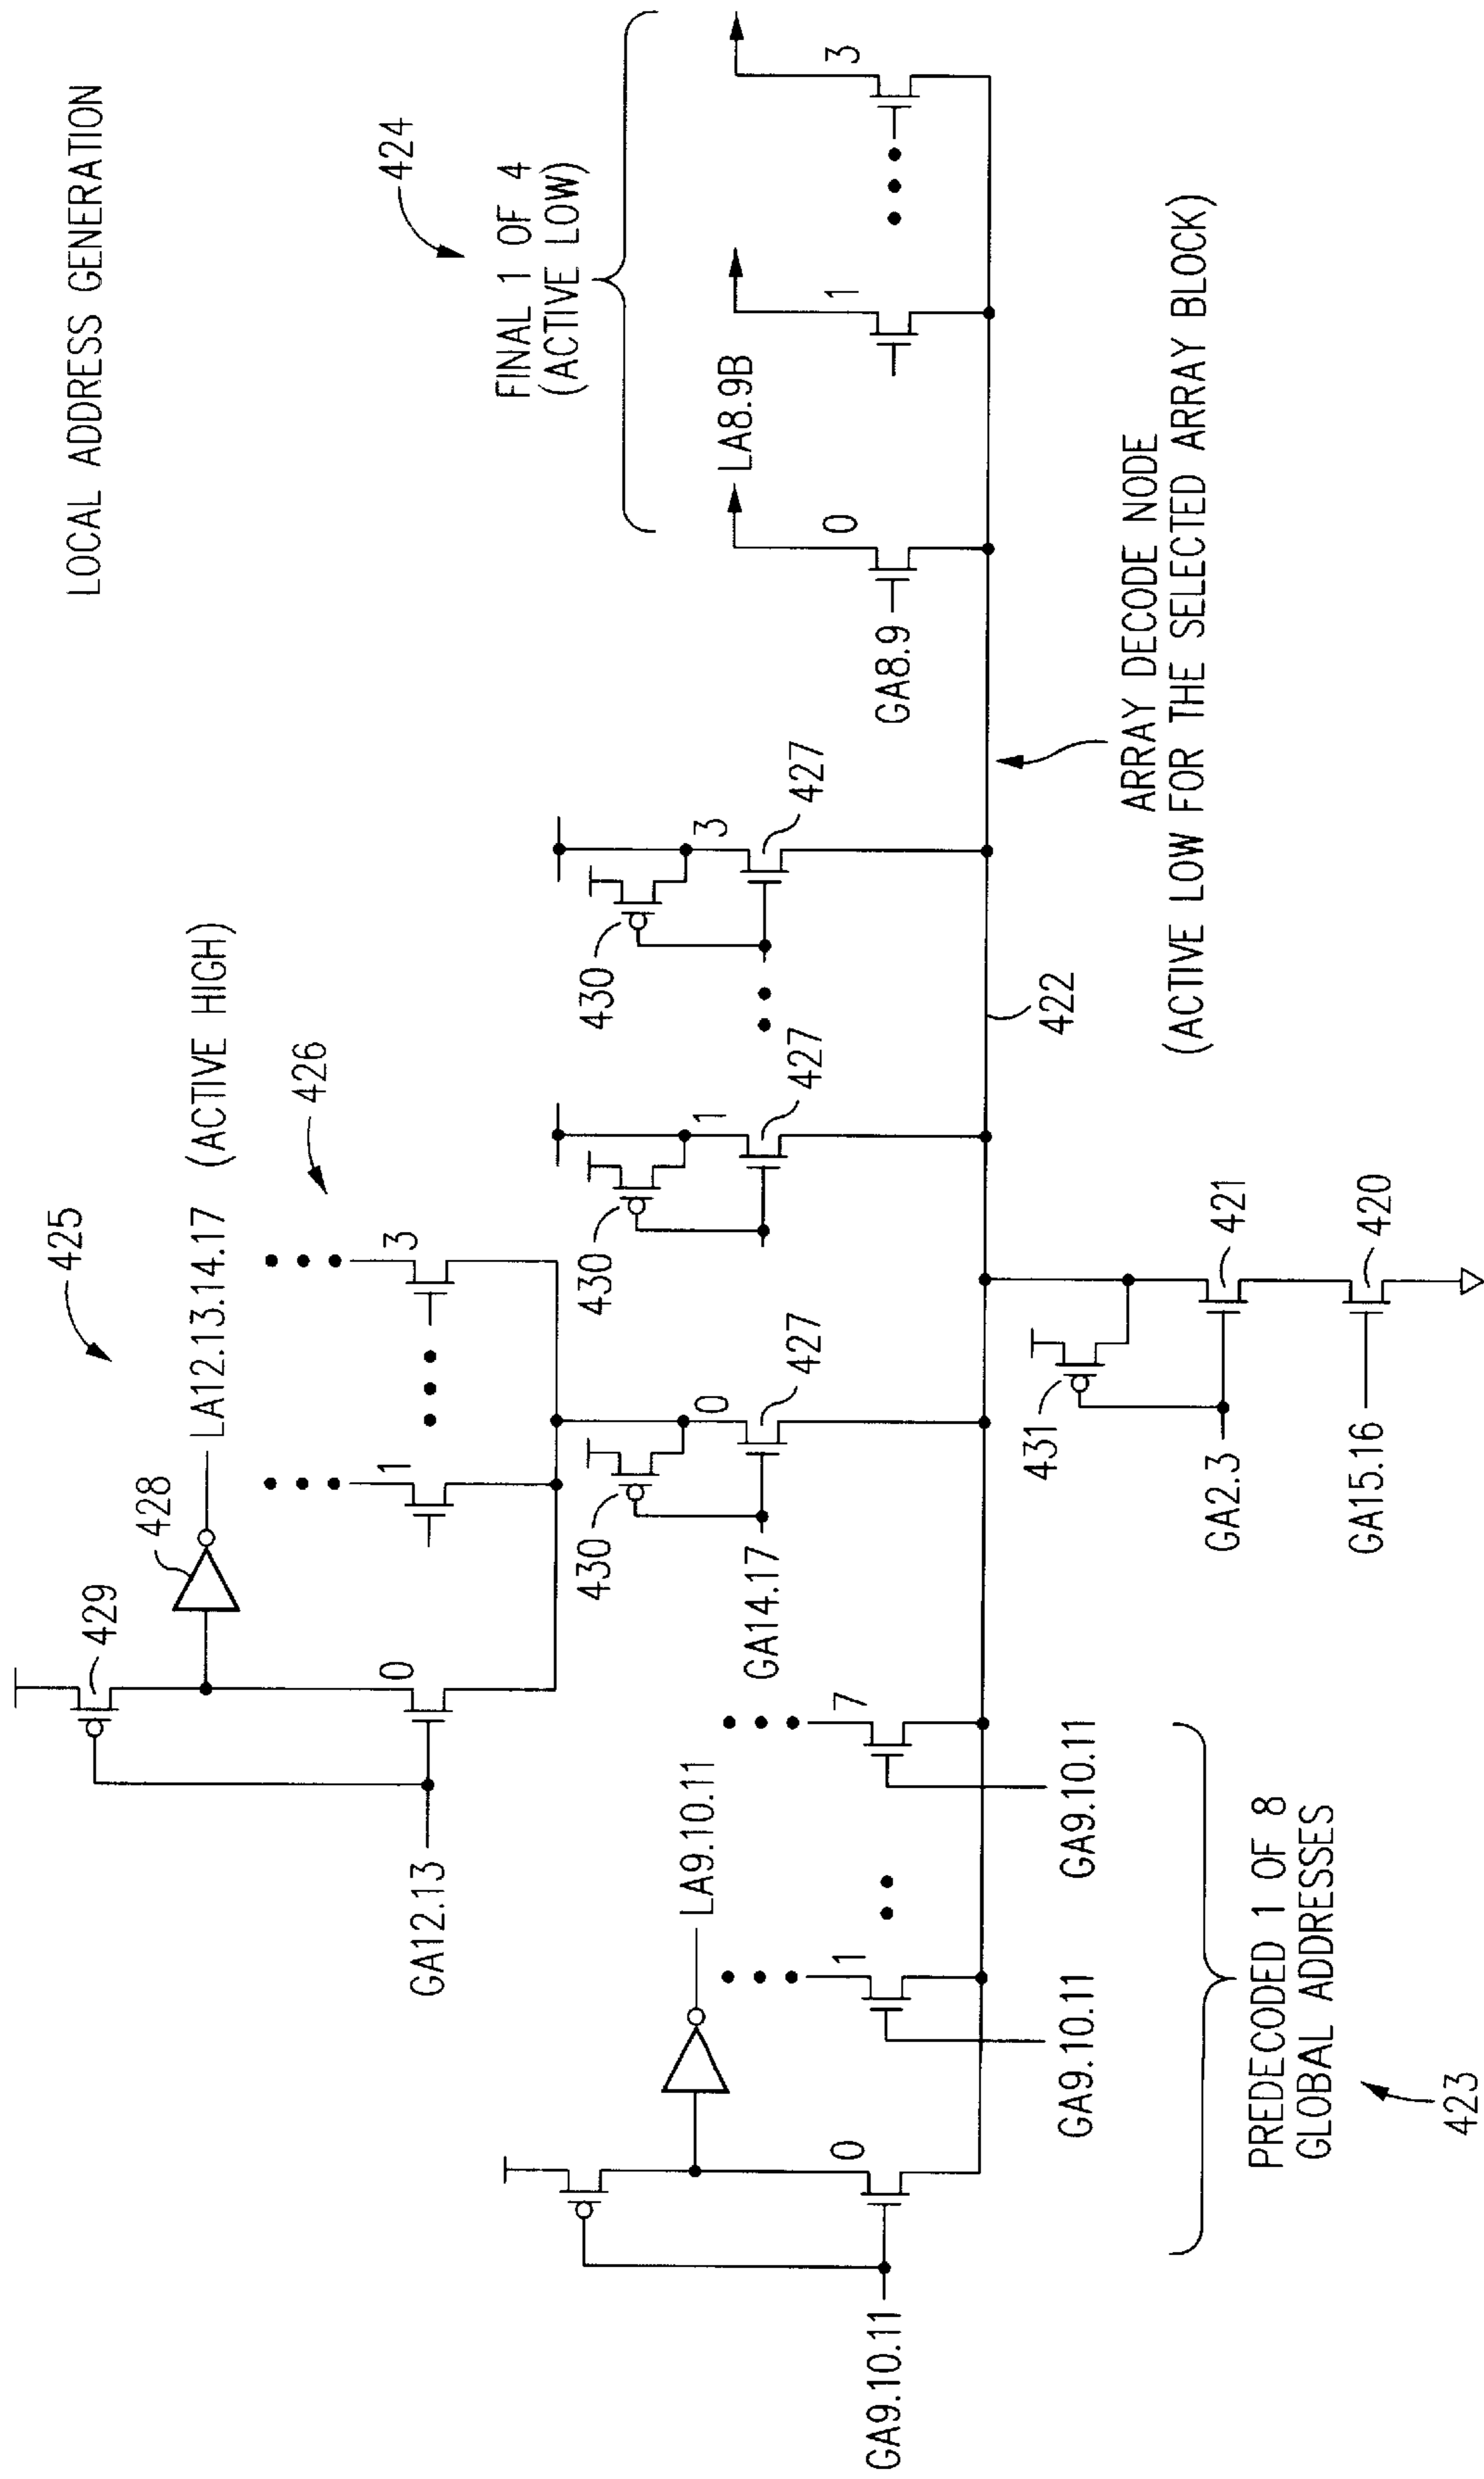 LOCAL ADDRESS GENERATION
425
LA12.13.14.17 (ACTIVE HIGH)
428
429
426
0
1
3
GA12.13
424
FINAL 1 OF 4
(ACTIVE LOW)
LA8.9B
0
1
3
GA8.9
430
430
430
0
1
3
427
427
427
GA14.17
LA9.10.11
0
1
7
GA9.10.11
GA9.10.11
GA9.10.11
PREDECODED 1 OF 8
GLOBAL ADDRESSES
423
422
ARRAY DECODE NODE
(ACTIVE LOW FOR THE SELECTED ARRAY BLOCK)
431
421
GA2.3
420
GA15.16